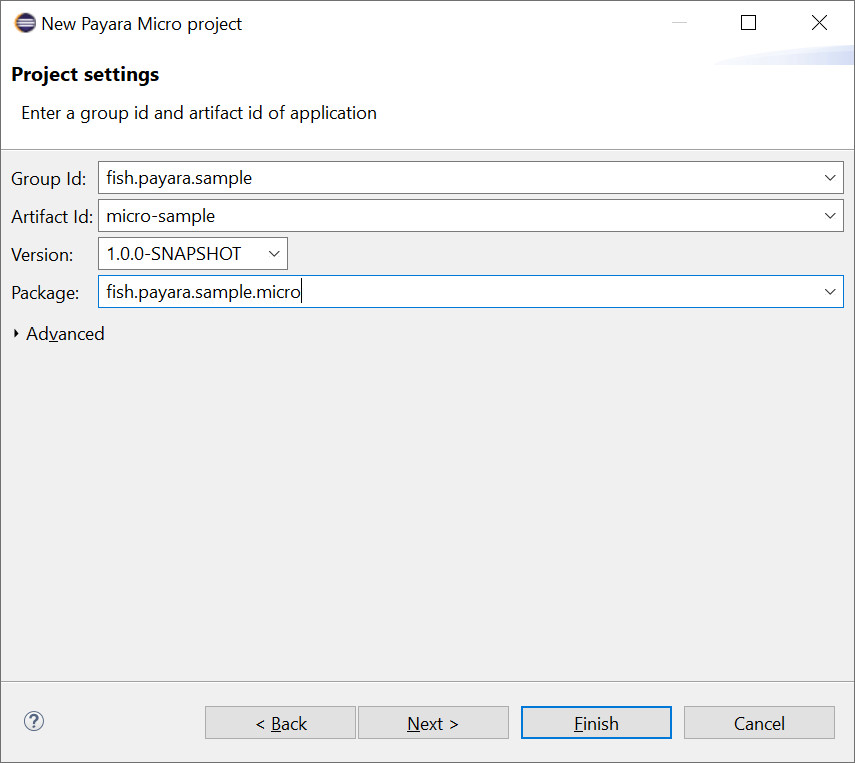 New Payara Micro project
Project settings
Enter a group id and artifact id of application
Group Id: fish.payara.sample
Artifact Id: micro-sample
Version: 1.0.0-SNAPSHOT
Package: fish.payara.sample.micro
Advanced
? < Back Next > Finish Cancel